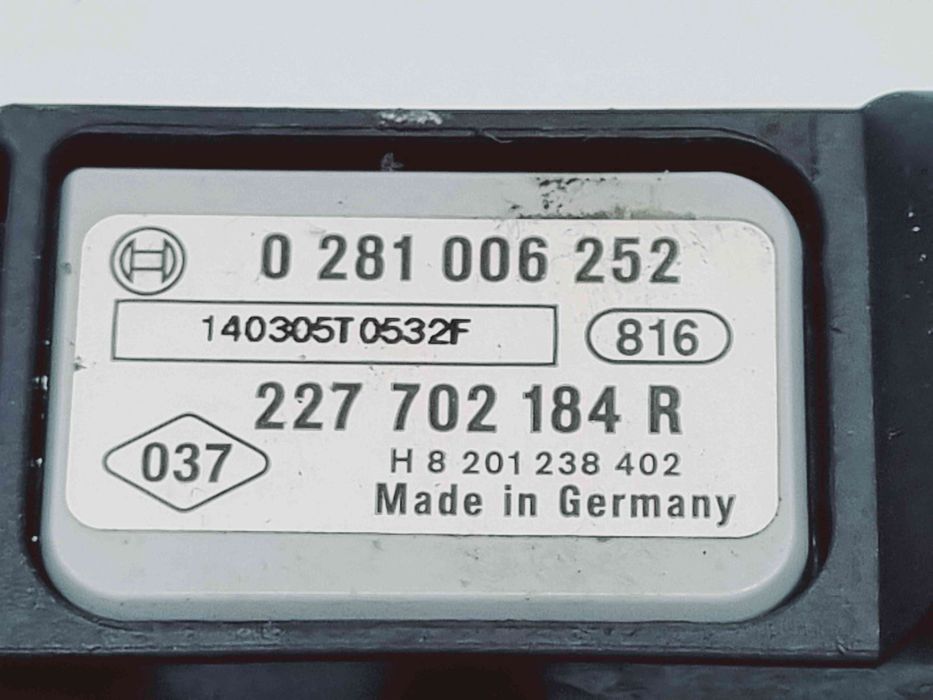 0 281 006 252
140305T0532F
816
227 702 184 R
037
H 8 201 238 402
Made in Germany